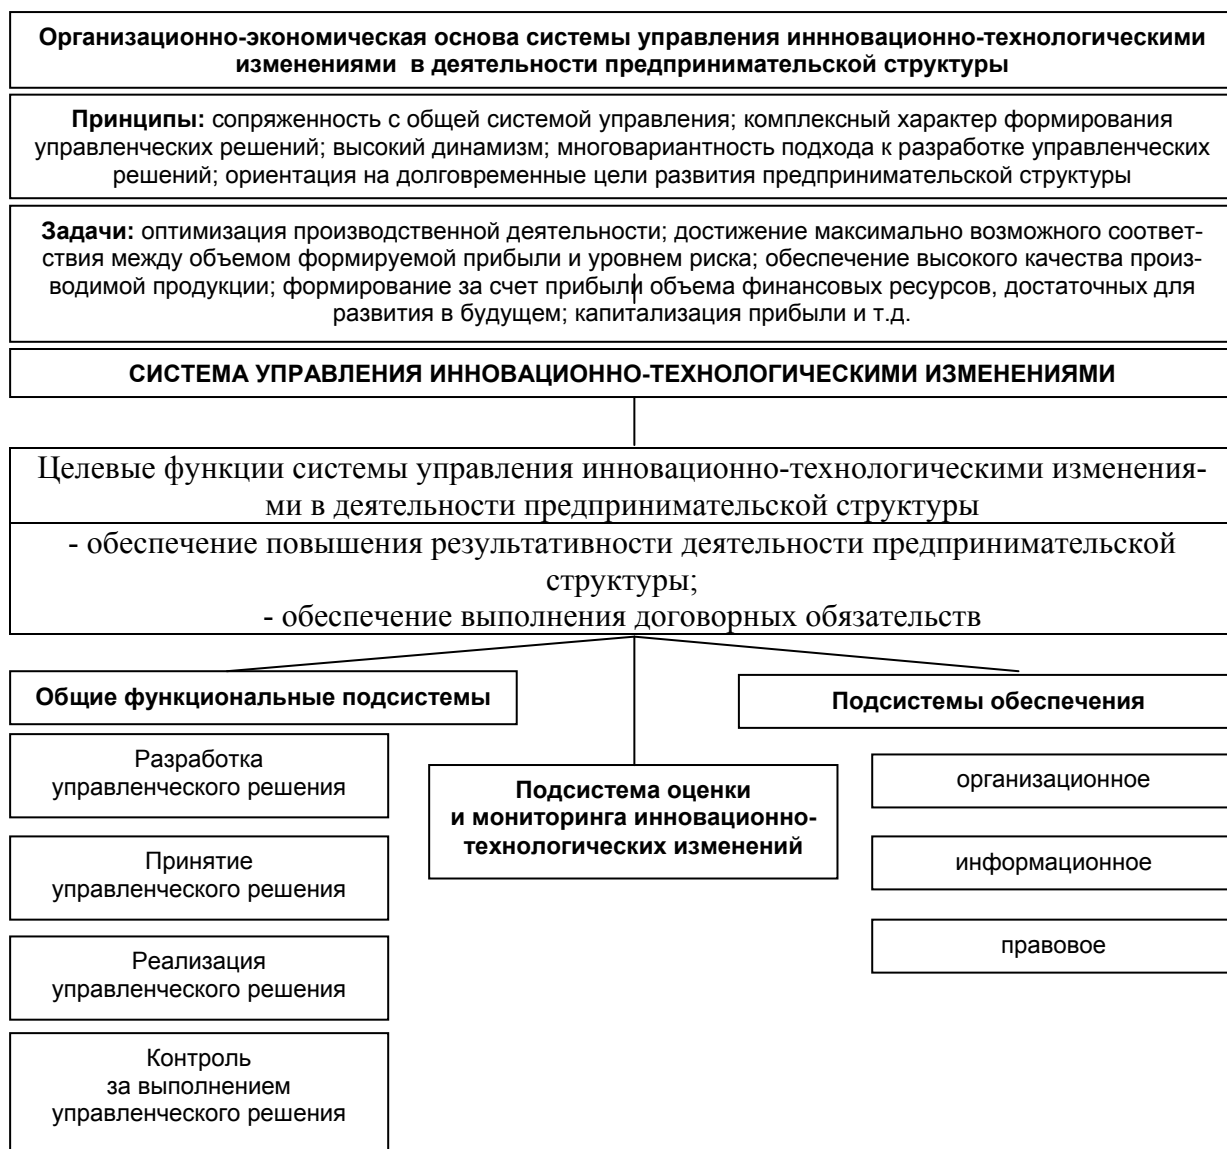 Организационно-экономическая основа системы управления иннновационно-технологическими
изменениями в деятельности предпринимательской структуры
Принципы: сопряженность с общей системой управления; комплексный характер формирования
управленческих решений; высокий динамизм; многовариантность подхода к разработке управленческих
решений; ориентация на долговременные цели развития предпринимательской структуры
Задачи: оптимизация производственной деятельности; достижение максимально возможного соответ-
ствия между объемом формируемой прибыли и уровнем риска; обеспечение высокого качества произ-
водимой продукции; формирование за счет прибыли объема финансовых ресурсов, достаточных для
развития в будущем; капитализация прибыли и т.д.
СИСТЕМА УПРАВЛЕНИЯ ИННОВАЦИОННО-ТЕХНОЛОГИЧЕСКИМИ ИЗМЕНЕНИЯМИ
Целевые функции системы управления инновационно-технологическими изменения-
ми в деятельности предпринимательской структуры
- обеспечение повышения результативности деятельности предпринимательской
структуры;
- обеспечение выполнения договорных обязательств
Общие функциональные подсистемы
Разработка
управленческого решения
Принятие
управленческого решения
Реализация
управленческого решения
Контроль
за выполнением
управленческого решения
Подсистема оценки
и мониторинга инновационно-
технологических изменений
Подсистемы обеспечения
организационное
информационное
правовое